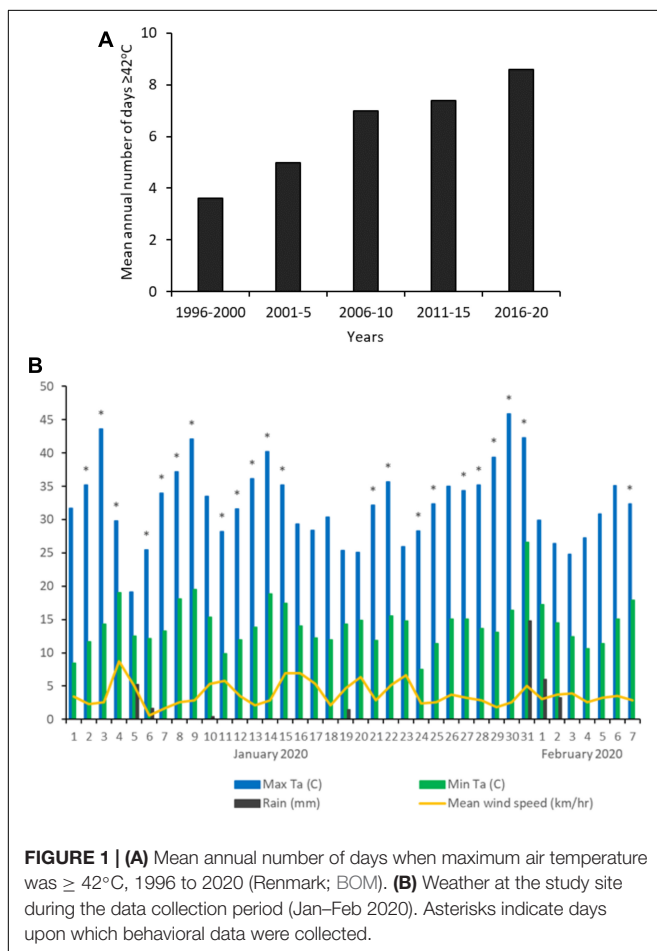 A
Mean annual number of days ≥42°C
10
8
6
4
2
0
1996-2000 2001-5 2006-10 2011-15 2016-20
Years
B
50
45
40
35
30
25
20
15
10
5
0
* * * * * * * * * * * * * * * * * * * * * * *
1 2 3 4 5 6 7 8 9 10 11 12 13 14 15 16 17 18 19 20 21 22 23 24 25 26 27 28 29 30 31 1 2 3 4 5 6 7
January 2020 February 2020
Max Ta (C) Min Ta (C)
Rain (mm) Mean wind speed (km/hr)
FIGURE 1 | (A) Mean annual number of days when maximum air temperature
was ≥ 42°C, 1996 to 2020 (Renmark; BOM). (B) Weather at the study site
during the data collection period (Jan–Feb 2020). Asterisks indicate days
upon which behavioral data were collected.